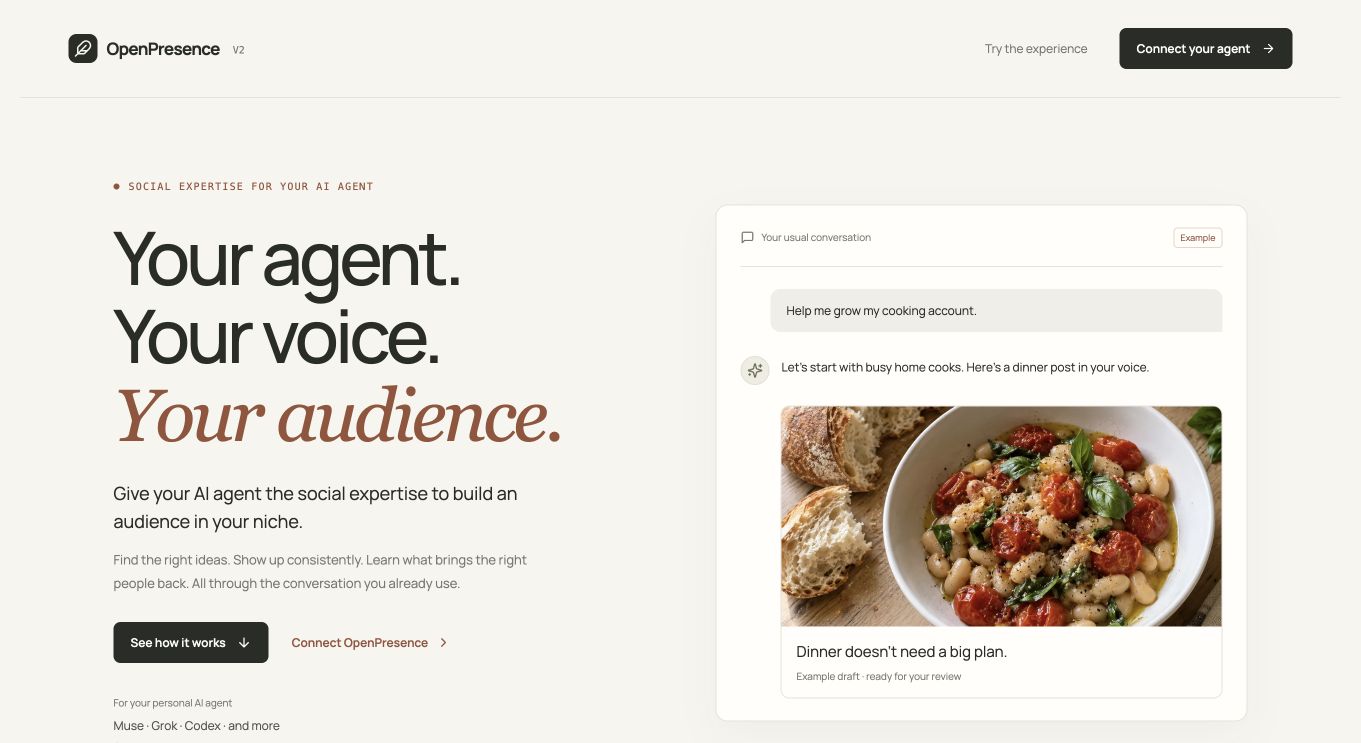 OpenPresence V2
Try the experience
Connect your agent
SOCIAL EXPERTISE FOR YOUR AI AGENT
Your agent.
Your voice.
Your audience.
Give your AI agent the social expertise to build an
audience in your niche.
Find the right ideas. Show up consistently. Learn what brings the right
people back. All through the conversation you already use.
See how it works
Connect OpenPresence
For your personal AI agent
Muse · Grok · Codex · and more
Your usual conversation
Example
Help me grow my cooking account.
Let's start with busy home cooks. Here's a dinner post in your voice.
Dinner doesn't need a big plan.
Example draft · ready for your review